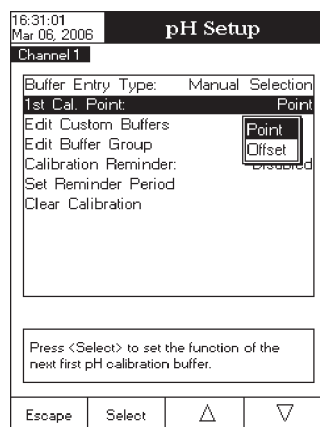 16:31:01
Mar 06, 2006
pH Setup
Channel 1
Buffer Entry Type: Manual Selection
1st Cal. Point: Point
Edit Custom Buffers
Point
Edit Buffer Group
Offset
Calibration Reminder: Disabled
Set Reminder Period
Clear Calibration
Press <Select> to set the function of the
next first pH calibration buffer.
Escape Select △ ▽